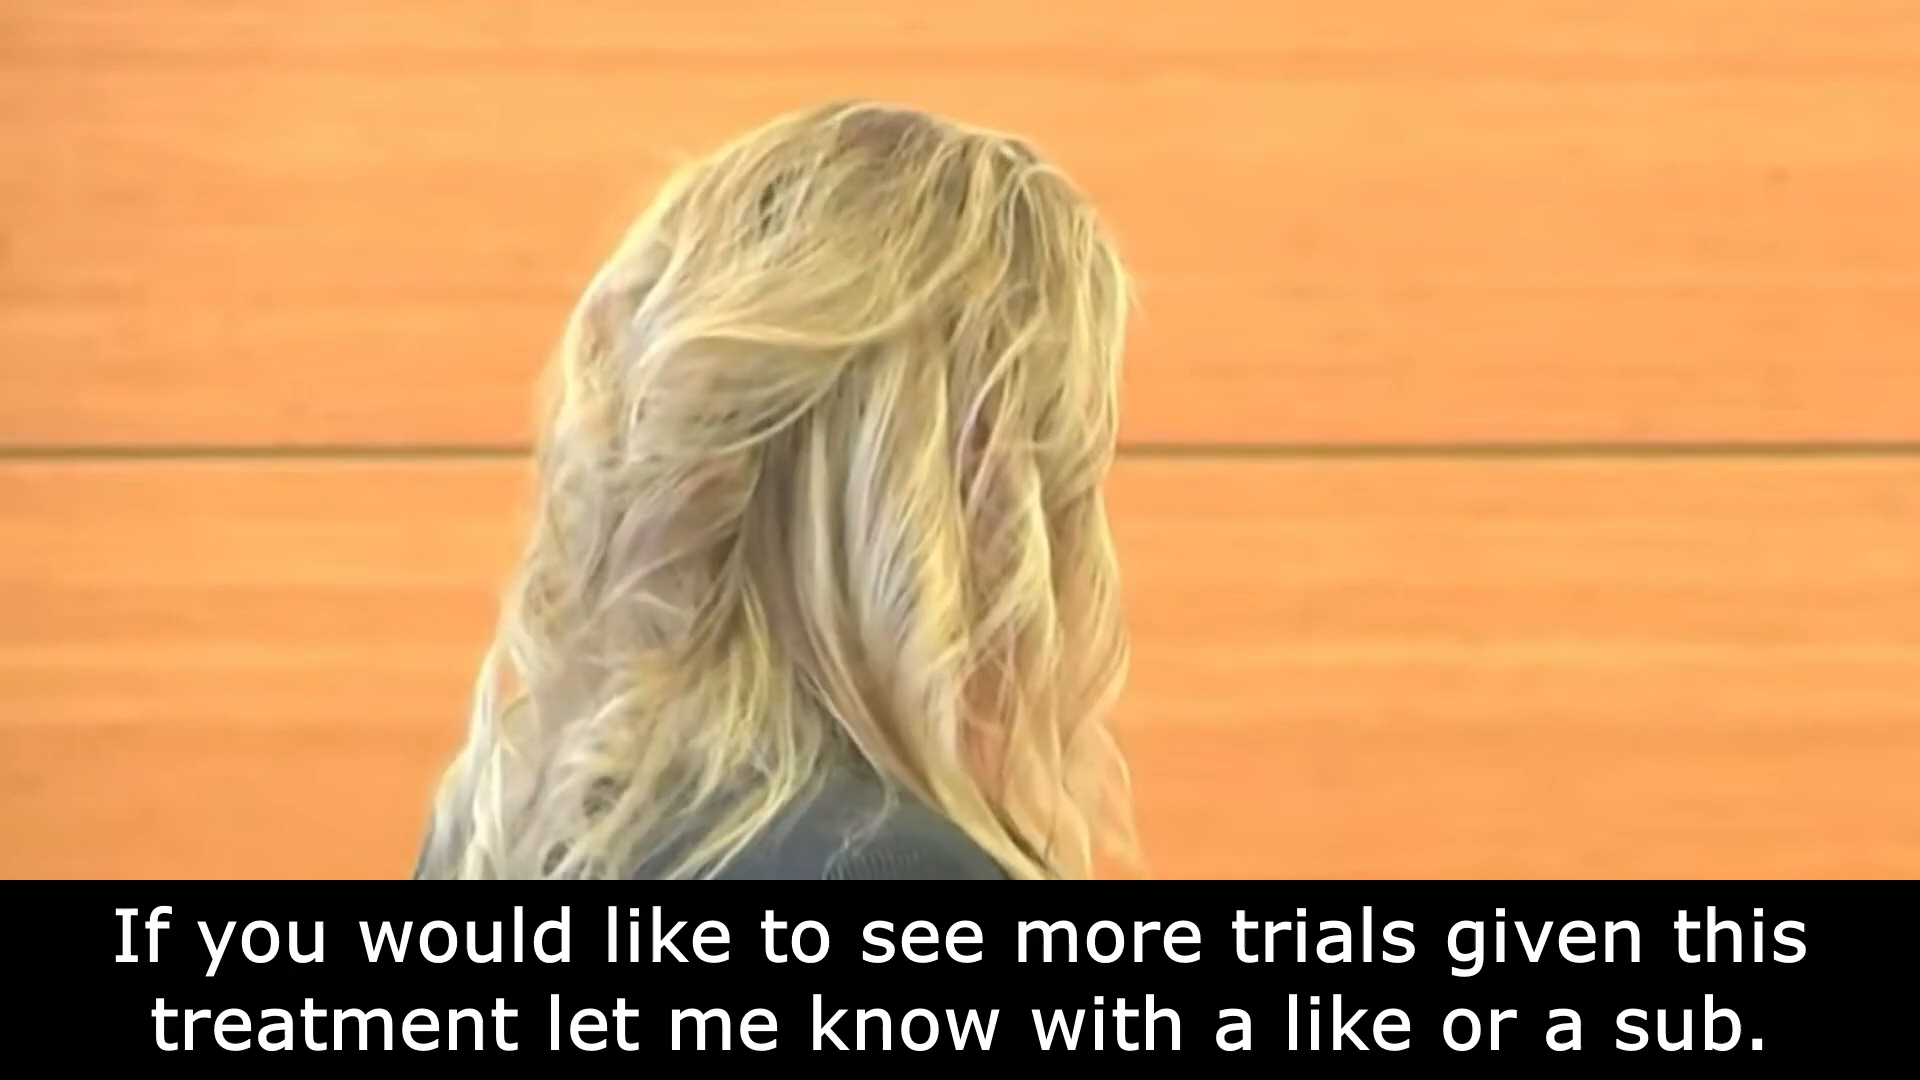 If you would like to see more trials given this
treatment let me know with a like or a sub.